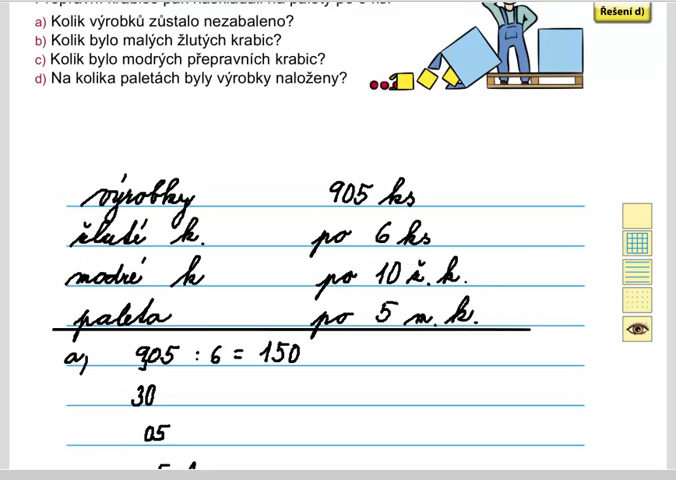 Řešení d)
a) Kolik výrobků zůstalo nezabaleno?
b) Kolik bylo malých žlutých krabic?
c) Kolik bylo modrých přepravních krabic?
d) Na kolika paletách byly výrobky naloženy?
výrobky 905 ks
žluté k. po 6 ks
modré k po 10 ž. k.
paleta po 5 m. k.
a) 905 : 6 = 150
30
05